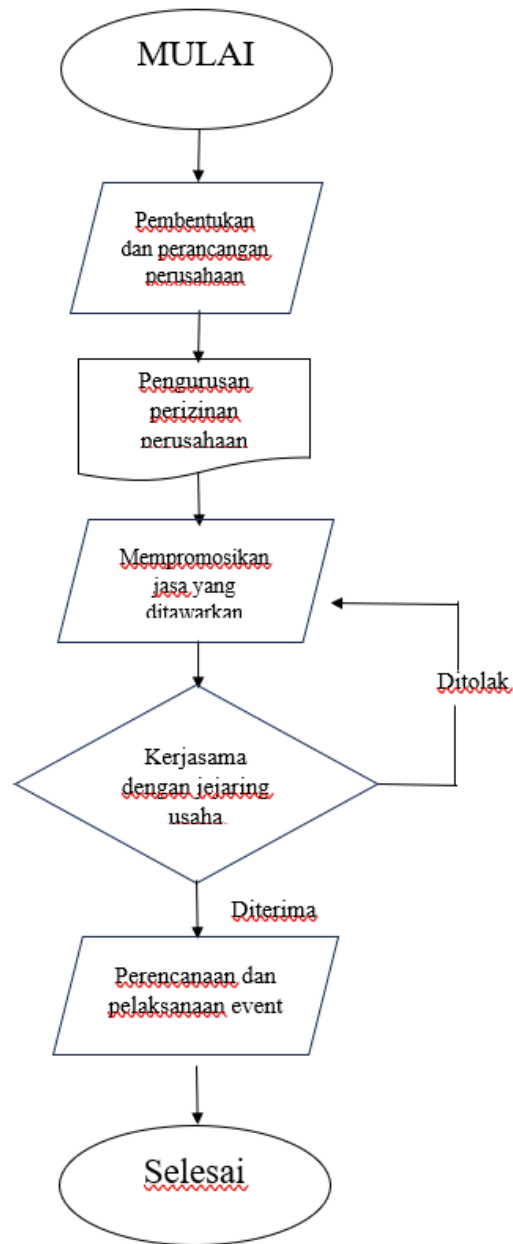 MULAI
Pembentukan
dan perancangan
perusahaan
Pengurusan
perizinan
perusahaan
Mempromosikan
jasa yang
ditawarkan
Ditolak
Kerjasama
dengan jejaring
usaha
Diterima
Perencanaan dan
pelaksanaan event
Selesai